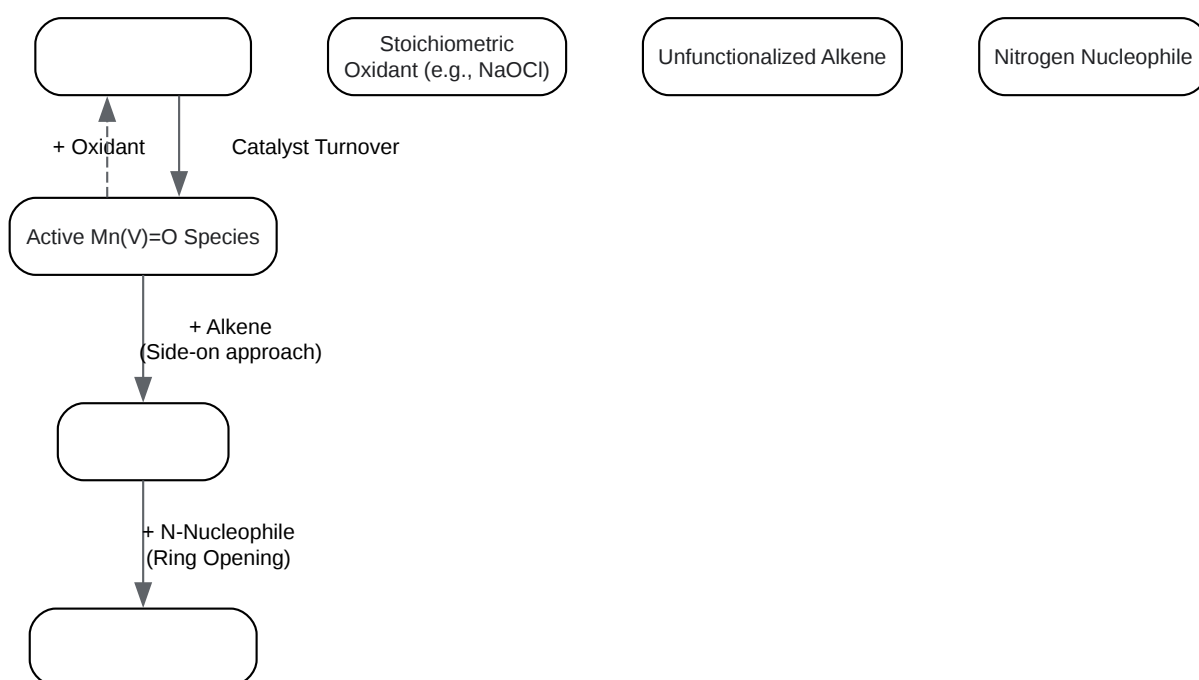 Stoichiometric
Oxidant (e.g., NaOCl)
Unfunctionalized Alkene
Nitrogen Nucleophile
+ Oxidant
Catalyst Turnover
Active Mn(V)=O Species
+ Alkene
(Side-on approach)
+ N-Nucleophile
(Ring Opening)